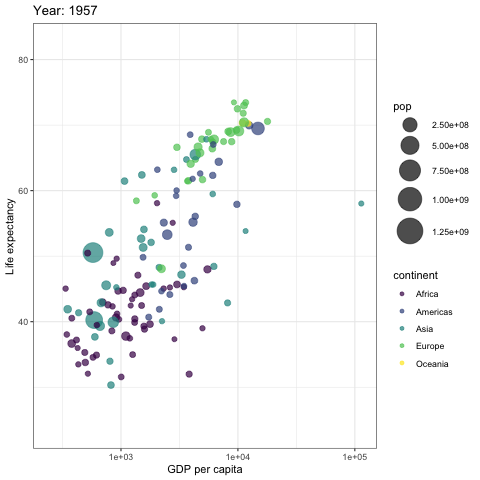 Year: 1957
80
60
40
Life expectancy
1e+03
1e+04
1e+05
GDP per capita
pop
2.50e+08
5.00e+08
7.50e+08
1.00e+09
1.25e+09
continent
Africa
Americas
Asia
Europe
Oceania